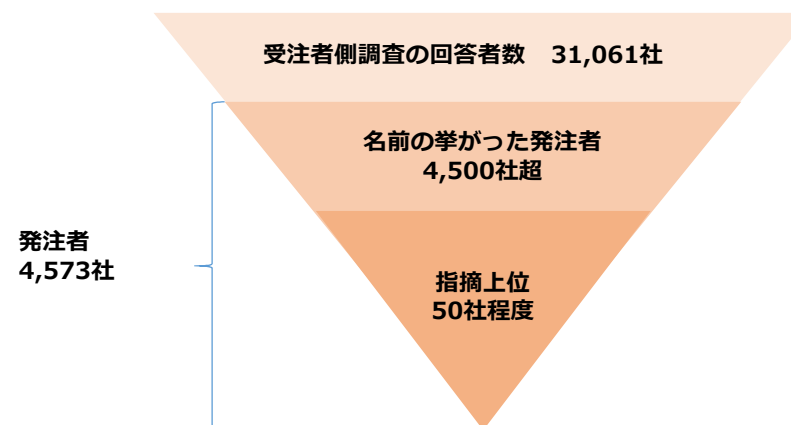 受注者側調査の回答者数　31,061社
名前の挙がった発注者
4,500社超
発注者
4,573社
指摘上位
50社程度